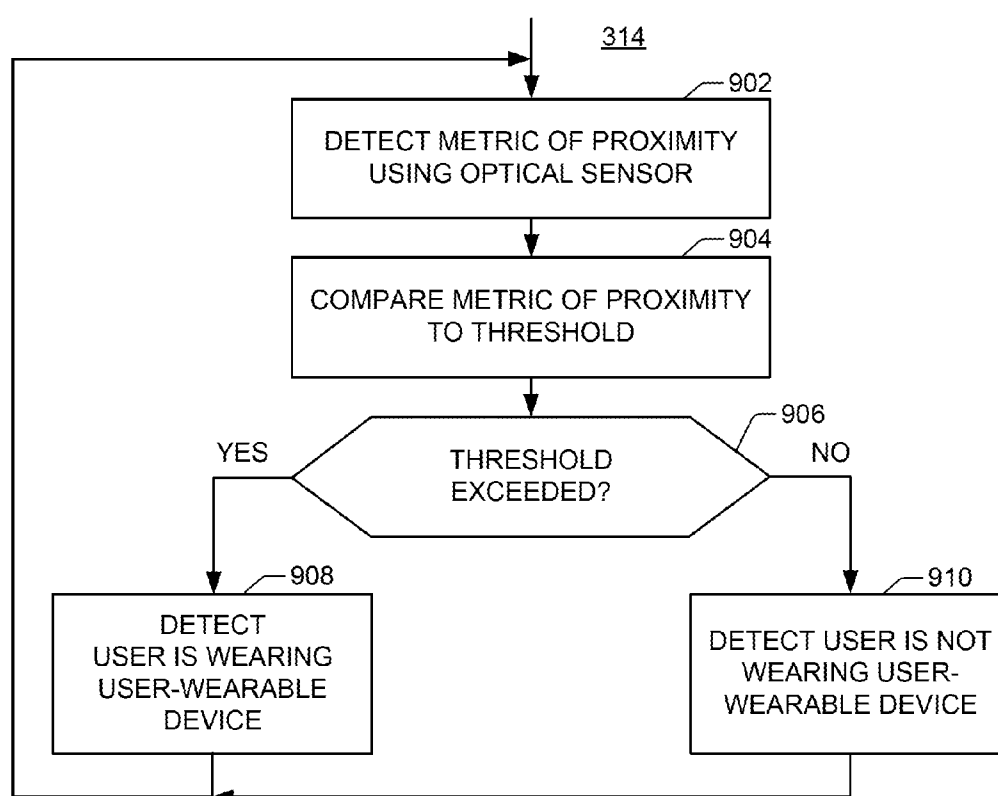 314
902
DETECT METRIC OF PROXIMITY
USING OPTICAL SENSOR
904
COMPARE METRIC OF PROXIMITY
TO THRESHOLD
906
YES
THRESHOLD
EXCEEDED?
NO
908
DETECT
USER IS WEARING
USER-WEARABLE
DEVICE
910
DETECT USER IS NOT
WEARING USER-
WEARABLE DEVICE